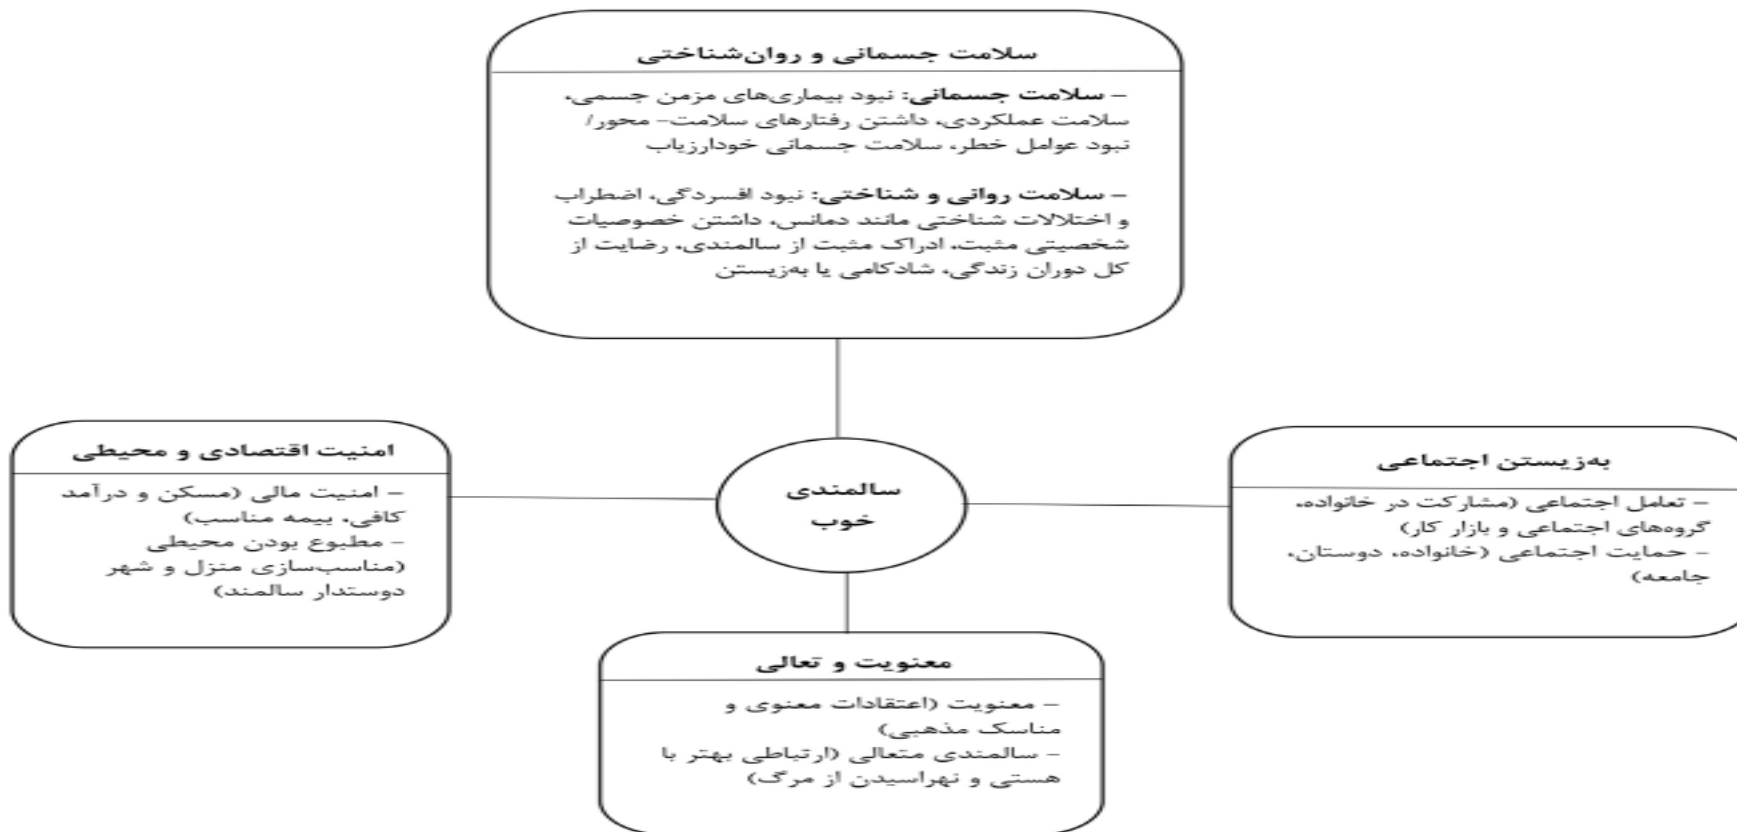 سلامت جسمانی و روان‌شناختی
– سلامت جسمانی: نبود بیماری‌های مزمن جسمی،
سلامت عملکردی، داشتن رفتارهای سلامت- محور/
نبود عوامل خطر، سلامت جسمانی خودارزیاب
– سلامت روانی و شناختی: نبود افسردگی، اضطراب
و اختلالات شناختی مانند دمانس، داشتن خصوصیات
شخصیتی مثبت، ادراک مثبت از سالمندی، رضایت از
کل دوران زندگی، شادکامی یا به‌زیستن
به‌زیستن اجتماعی
– تعامل اجتماعی (مشارکت در خانواده،
گروه‌های اجتماعی و بازار کار)
– حمایت اجتماعی (خانواده، دوستان،
جامعه)
سالمندی
خوب
امنیت اقتصادی و محیطی
– امنیت مالی (مسکن و درآمد
کافی، بیمه مناسب)
– مطبوع بودن محیطی
(مناسب‌سازی منزل و شهر
دوستدار سالمند)
معنویت و تعالی
– معنویت (اعتقادات معنوی و
مناسک مذهبی)
– سالمندی متعالی (ارتباطی بهتر با
هستی و نهراسیدن از مرگ)